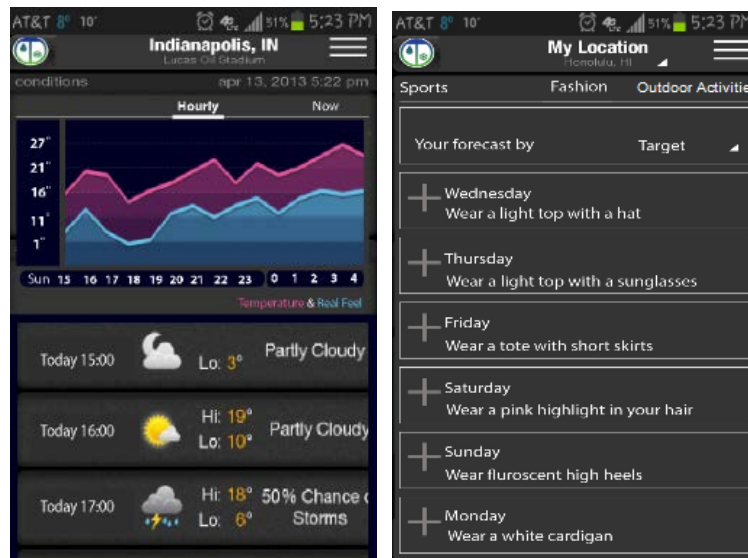 AT&T 8° 10° 51% 5:23 PM
Indianapolis, IN
Lucas Oil Stadium
conditions apr 13, 2013 5:22 pm
Hourly Now
27°
21°
16°
11°
1°
Sun 15 16 17 18 19 20 21 22 23 0 1 2 3 4
Temperature & Real Feel
Today 15:00 Lo: 3° Partly Cloudy
Today 16:00 Hi: 19° Lo: 10° Partly Cloudy
Today 17:00 Hi: 18° Lo: 6° 50% Chance o
Storms
AT&T 8° 10° 51% 5:23 PM
My Location
Honolulu, HI
Sports Fashion Outdoor Activitie
Your forecast by Target
Wednesday
Wear a light top with a hat
Thursday
Wear a light top with a sunglasses
Friday
Wear a tote with short skirts
Saturday
Wear a pink highlight in your hair
Sunday
Wear fluroscent high heels
Monday
Wear a white cardigan